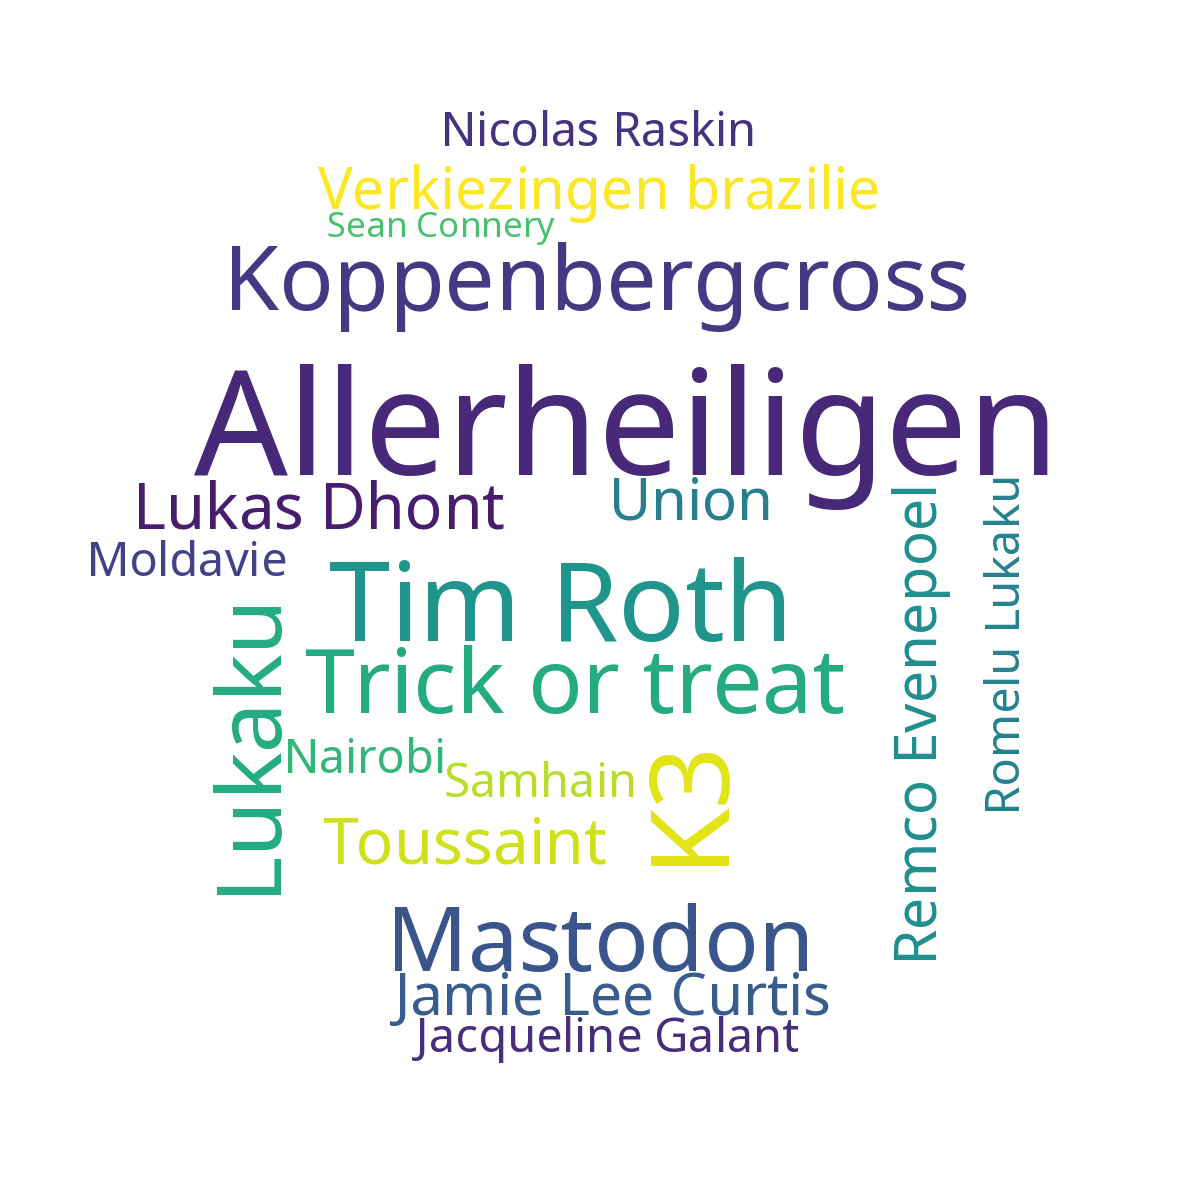 Nicolas Raskin
Verkiezingen brazilie
Sean Connery
Koppenbergcross
Allerheiligen
Lukas Dhont
Union
Moldavie
Tim Roth
Trick or treat
Lukaku
Remco Evenepoel
Romelu Lukaku
Nairobi
Samhain
K3
Toussaint
Mastodon
Jamie Lee Curtis
Jacqueline Galant